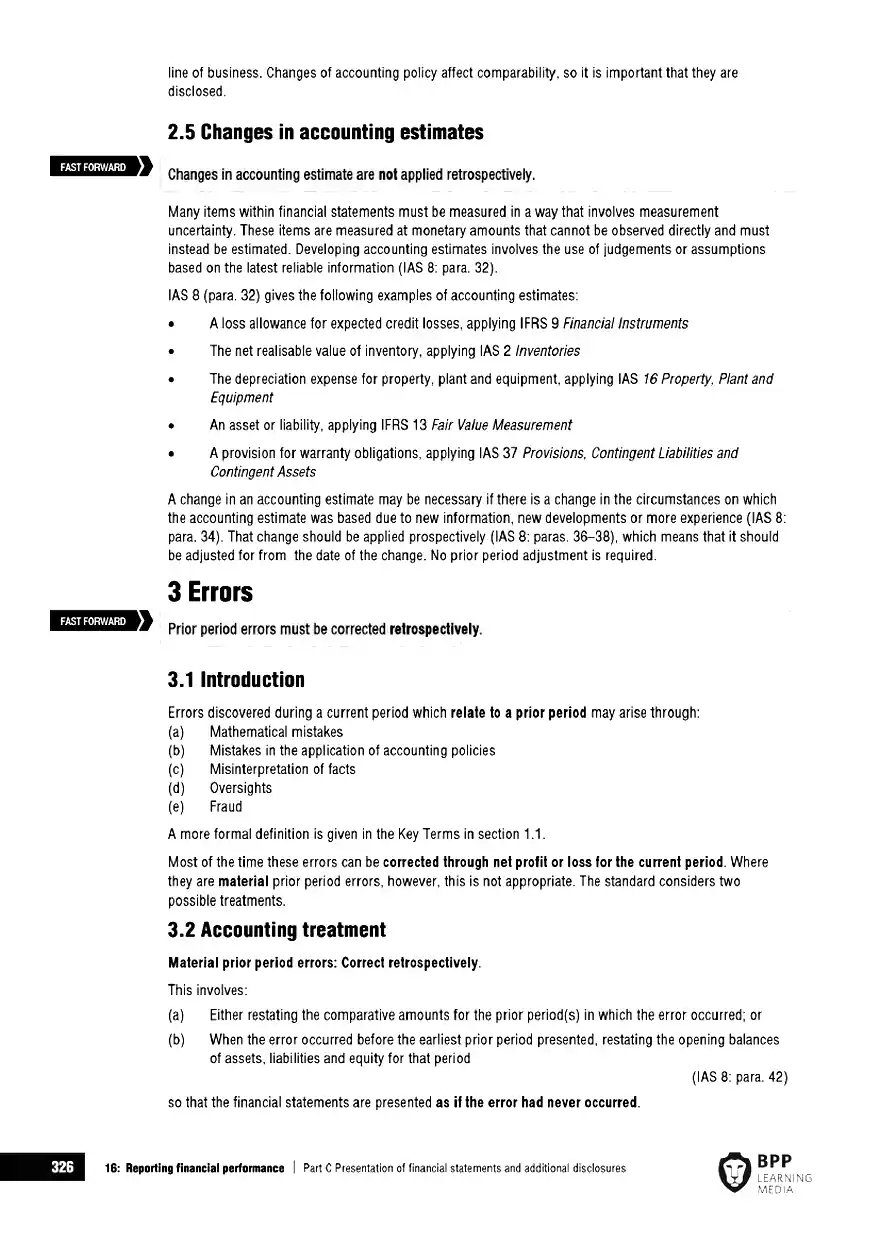 line of business. Changes of accounting policy affect comparability, so it is important that they are
disclosed.
2.5 Changes in accounting estimates
FAST FORWARD
Changes in accounting estimate are not applied retrospectively.
Many items within financial statements must be measured in a way that involves measurement
uncertainty. These items are measured at monetary amounts that cannot be observed directly and must
instead be estimated. Developing accounting estimates involves the use of judgements or assumptions
based on the latest reliable information (IAS 8: para. 32).
IAS 8 (para. 32) gives the following examples of accounting estimates:
• A loss allowance for expected credit losses, applying IFRS 9 Financial Instruments
• The net realisable value of inventory, applying IAS 2 Inventories
• The depreciation expense for property, plant and equipment, applying IAS 16 Property, Plant and
Equipment
• An asset or liability, applying IFRS 13 Fair Value Measurement
• A provision for warranty obligations, applying IAS 37 Provisions, Contingent Liabilities and
Contingent Assets
A change in an accounting estimate may be necessary if there is a change in the circumstances on which
the accounting estimate was based due to new information, new developments or more experience (IAS 8:
para. 34). That change should be applied prospectively (IAS 8: paras. 36–38), which means that it should
be adjusted for from the date of the change. No prior period adjustment is required.
3 Errors
FAST FORWARD
Prior period errors must be corrected retrospectively.
3.1 Introduction
Errors discovered during a current period which relate to a prior period may arise through:
(a) Mathematical mistakes
(b) Mistakes in the application of accounting policies
(c) Misinterpretation of facts
(d) Oversights
(e) Fraud
A more formal definition is given in the Key Terms in section 1.1.
Most of the time these errors can be corrected through net profit or loss for the current period. Where
they are material prior period errors, however, this is not appropriate. The standard considers two
possible treatments.
3.2 Accounting treatment
Material prior period errors: Correct retrospectively.
This involves:
(a) Either restating the comparative amounts for the prior period(s) in which the error occurred; or
(b) When the error occurred before the earliest prior period presented, restating the opening balances
of assets, liabilities and equity for that period
(IAS 8: para. 42)
so that the financial statements are presented as if the error had never occurred.
326 16: Reporting financial performance | Part C Presentation of financial statements and additional disclosures
BPP
LEARNING
MEDIA